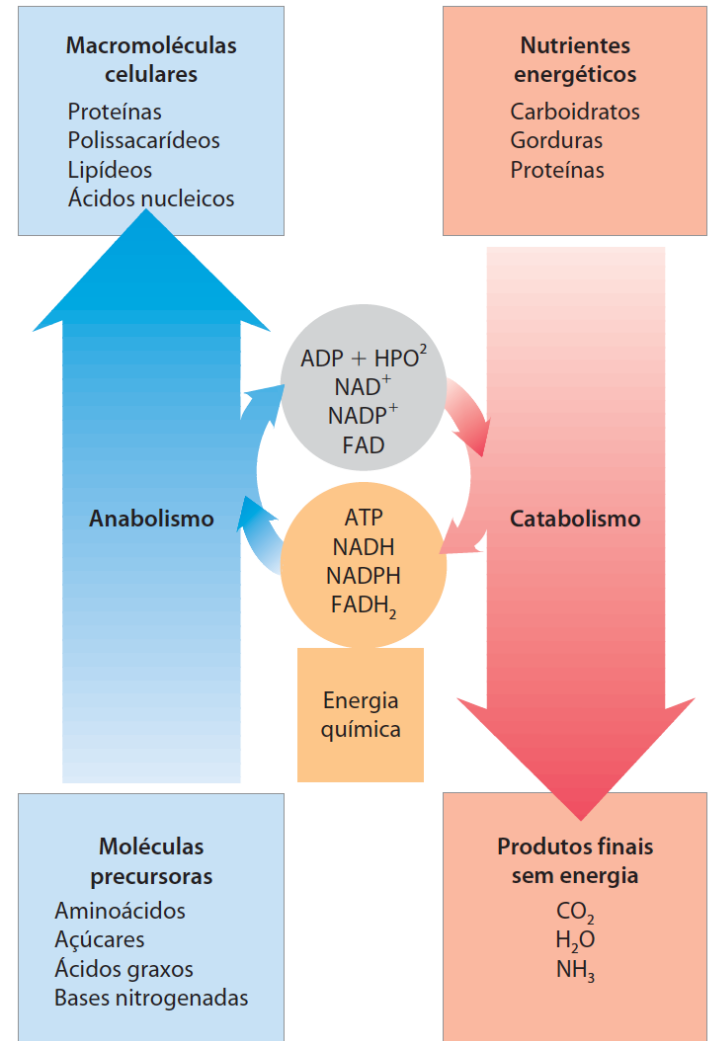 Macromoléculas
celulares
Proteínas
Polissacarídeos
Lipídeos
Ácidos nucleicos
Nutrientes
energéticos
Carboidratos
Gorduras
Proteínas
ADP + HPO²
NAD⁺
NADP⁺
FAD
Anabolismo
ATP
NADH
NADPH
FADH₂
Catabolismo
Energia
química
Moléculas
precursoras
Aminoácidos
Açúcares
Ácidos graxos
Bases nitrogenadas
Produtos finais
sem energia
CO₂
H₂O
NH₃